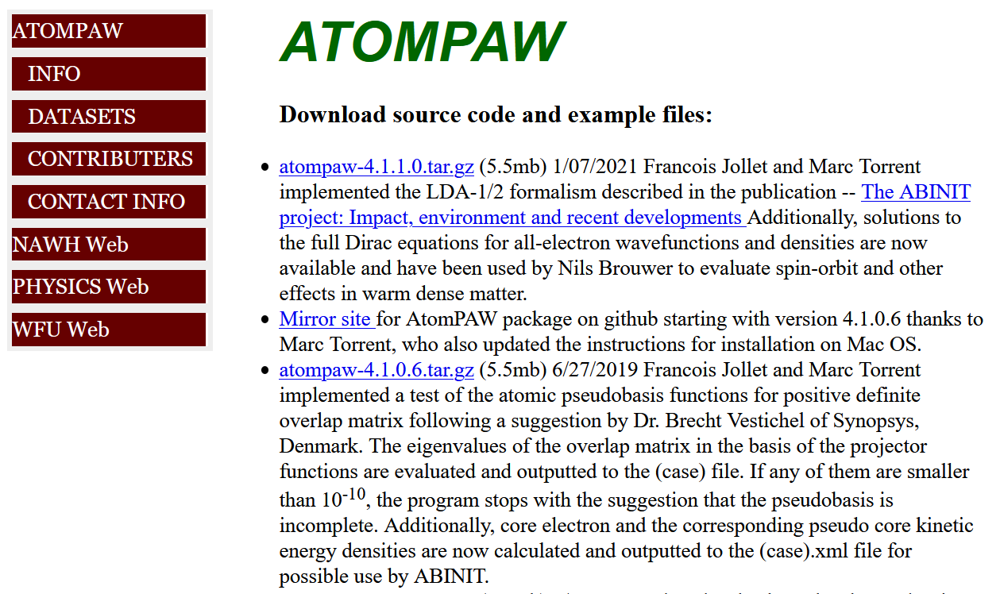 ATOMPAW
INFO
DATASETS
CONTRIBUTERS
CONTACT INFO
NAWH Web
PHYSICS Web
WFU Web
ATOMPAW
Download source code and example files:
atompaw-4.1.1.0.tar.gz (5.5mb) 1/07/2021 Francois Jollet and Marc Torrent
implemented the LDA-1/2 formalism described in the publication -- The ABINIT
project: Impact, environment and recent developments Additionally, solutions to
the full Dirac equations for all-electron wavefunctions and densities are now
available and have been used by Nils Brouwer to evaluate spin-orbit and other
effects in warm dense matter.
Mirror site for AtomPAW package on github starting with version 4.1.0.6 thanks to
Marc Torrent, who also updated the instructions for installation on Mac OS.
atompaw-4.1.0.6.tar.gz (5.5mb) 6/27/2019 Francois Jollet and Marc Torrent
implemented a test of the atomic pseudobasis functions for positive definite
overlap matrix following a suggestion by Dr. Brecht Vestichel of Synopsys,
Denmark. The eigenvalues of the overlap matrix in the basis of the projector
functions are evaluated and outputted to the (case) file. If any of them are smaller
than 10^-10, the program stops with the suggestion that the pseudobasis is
incomplete. Additionally, core electron and the corresponding pseudo core kinetic
energy densities are now calculated and outputted to the (case).xml file for
possible use by ABINIT.